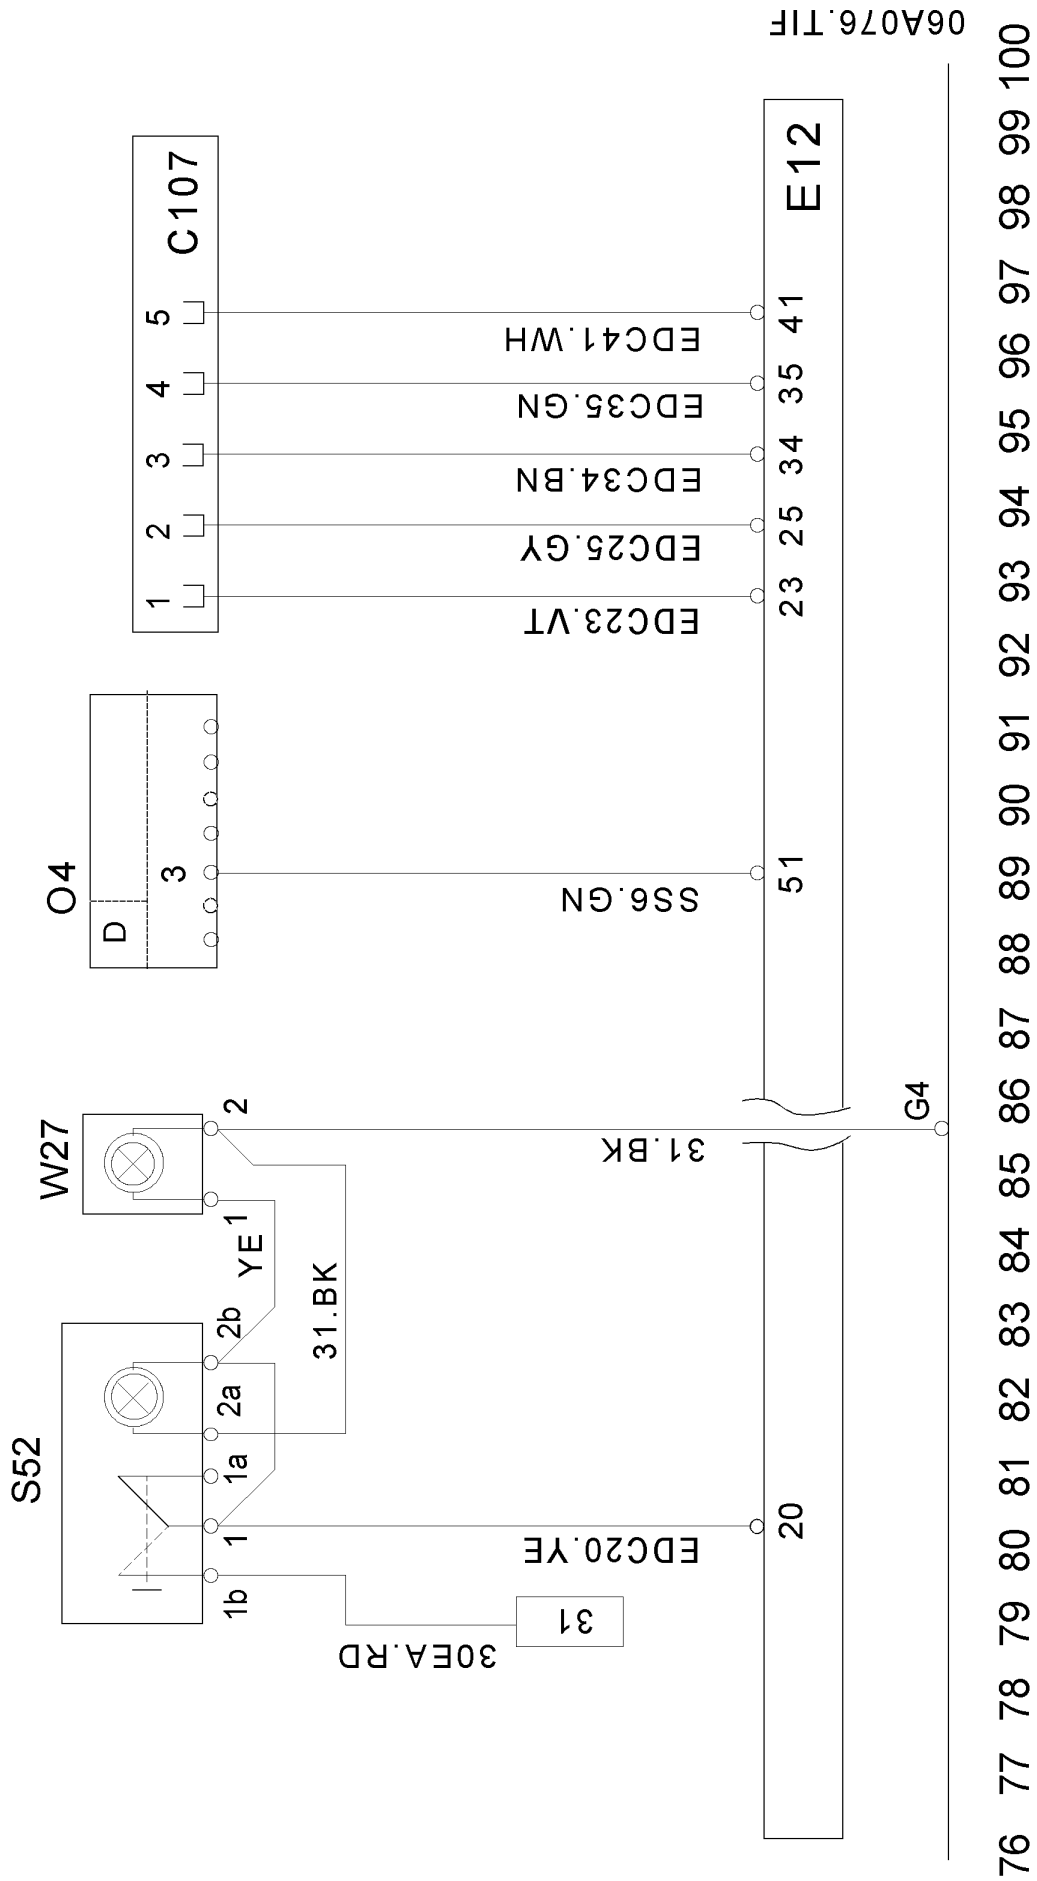 S52
W27
O4
D
3
C107
1
2
3
4
5
1b
1
1a
2a
2b
1
2
YE
31.BK
30EA.RD
31
EDC20.YE
31.BK
SS6.GN
EDC23.VT
EDC25.GY
EDC34.BN
EDC35.GN
EDC41.WH
20
51
23
25
34
35
41
E12
G4
06A076.TIF
76 77 78 79 80 81 82 83 84 85 86 87 88 89 90 91 92 93 94 95 96 97 98 99 100